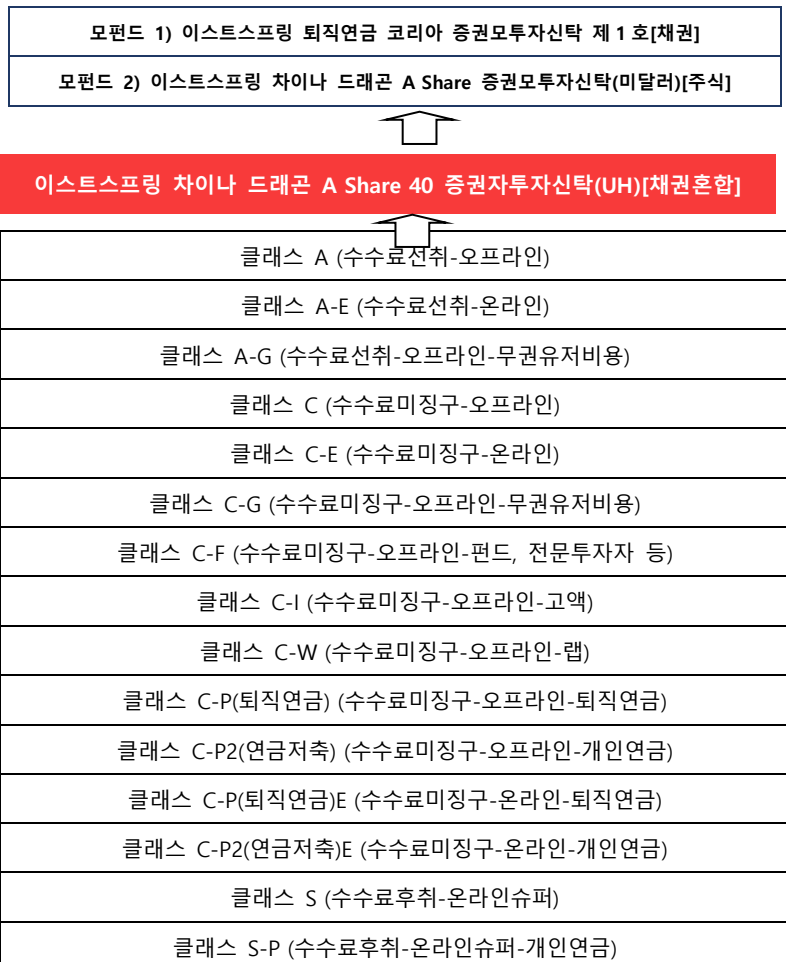 모펀드 1) 이스트스프링 퇴직연금 코리아 증권모투자신탁 제 1 호[채권]
모펀드 2) 이스트스프링 차이나 드래곤 A Share 증권모투자신탁(미달러)[주식]
이스트스프링 차이나 드래곤 A Share 40 증권자투자신탁(UH)[채권혼합]
클래스 A (수수료선취-오프라인)
클래스 A-E (수수료선취-온라인)
클래스 A-G (수수료선취-오프라인-무권유저비용)
클래스 C (수수료미징구-오프라인)
클래스 C-E (수수료미징구-온라인)
클래스 C-G (수수료미징구-오프라인-무권유저비용)
클래스 C-F (수수료미징구-오프라인-펀드, 전문투자자 등)
클래스 C-I (수수료미징구-오프라인-고액)
클래스 C-W (수수료미징구-오프라인-랩)
클래스 C-P(퇴직연금) (수수료미징구-오프라인-퇴직연금)
클래스 C-P2(연금저축) (수수료미징구-오프라인-개인연금)
클래스 C-P(퇴직연금)E (수수료미징구-온라인-퇴직연금)
클래스 C-P2(연금저축)E (수수료미징구-온라인-개인연금)
클래스 S (수수료후취-온라인슈퍼)
클래스 S-P (수수료후취-온라인슈퍼-개인연금)